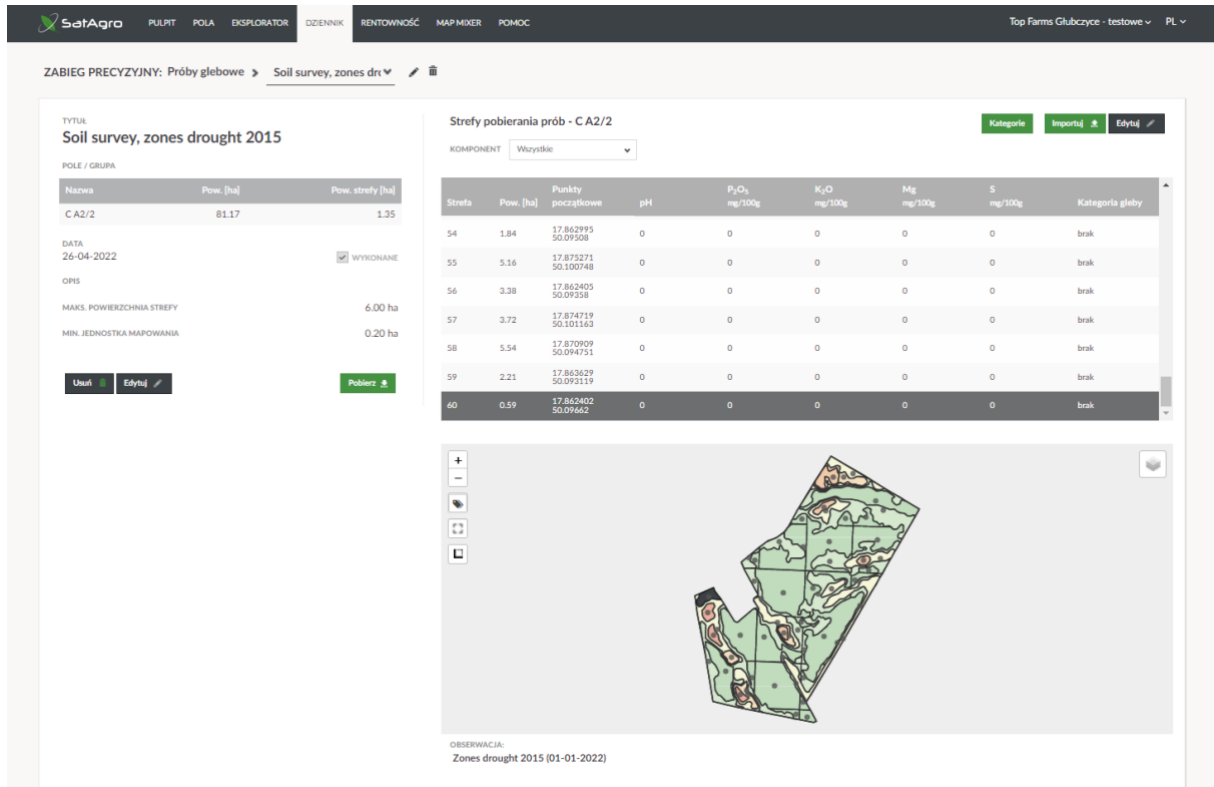 SatAgro PULPIT POLA EKSPLORATOR DZIENNIK RENTOWNOŚĆ MAP MIXER POMOC Top Farms Głubczyce - testowe PL
ZABIEG PRECYZYJNY: Próby glebowe > Soil survey, zones dro
TYTUŁ
Soil survey, zones drought 2015
POLE / GRUPA
Nazwa Pow. [ha] Pow. strefy [ha]
C A2/2 81.17 1.35
DATA
26-04-2022 WYKONANE
OPIS
MAKS. POWIERZCHNIA STREFY 6.00 ha
MIN. JEDNOSTKA MAPOWANIA 0.20 ha
Usuń Edytuj Pobierz
Strefy pobierania prób - C A2/2 Kategorie Importuj Edytuj
KOMPONENT Wszystkie
Strefa Pow. [ha] Punkty początkowe pH P₂O₅ mg/100g K₂O mg/100g Mg mg/100g S mg/100g Kategoria gleby
54 1.84 17.862995 50.09508 0 0 0 0 0 brak
55 5.16 17.875271 50.100748 0 0 0 0 0 brak
56 3.38 17.862405 50.09358 0 0 0 0 0 brak
57 3.72 17.874719 50.101163 0 0 0 0 0 brak
58 5.54 17.870909 50.094751 0 0 0 0 0 brak
59 2.21 17.863629 50.093119 0 0 0 0 0 brak
60 0.59 17.862402 50.09662 0 0 0 0 0 brak
+
−
OBSERWACJA:
Zones drought 2015 (01-01-2022)